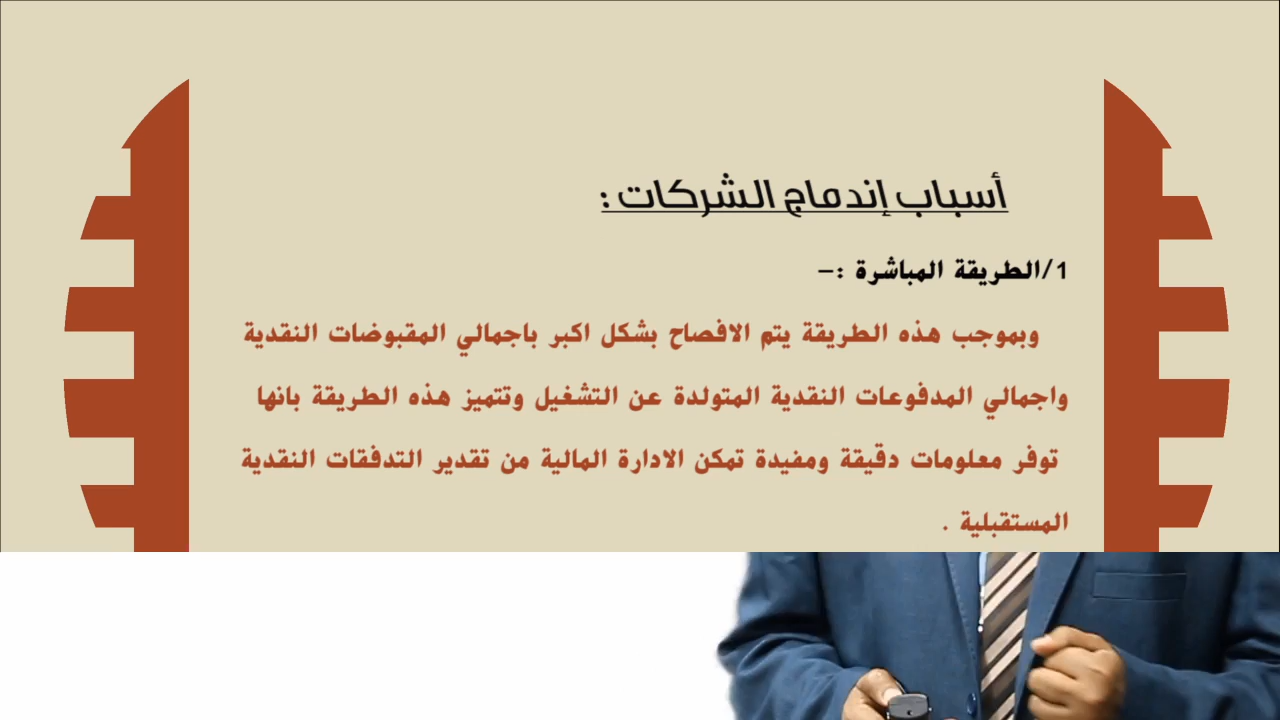 أسباب إندماج الشركات :
1/الطريقة المباشرة :-
وبموجب هذه الطريقة يتم الافصاح بشكل اكبر باجمالي المقبوضات النقدية
واجمالي المدفوعات النقدية المتولدة عن التشغيل وتتميز هذه الطريقة بانها
توفر معلومات دقيقة ومفيدة تمكن الادارة المالية من تقدير التدفقات النقدية
المستقبلية .